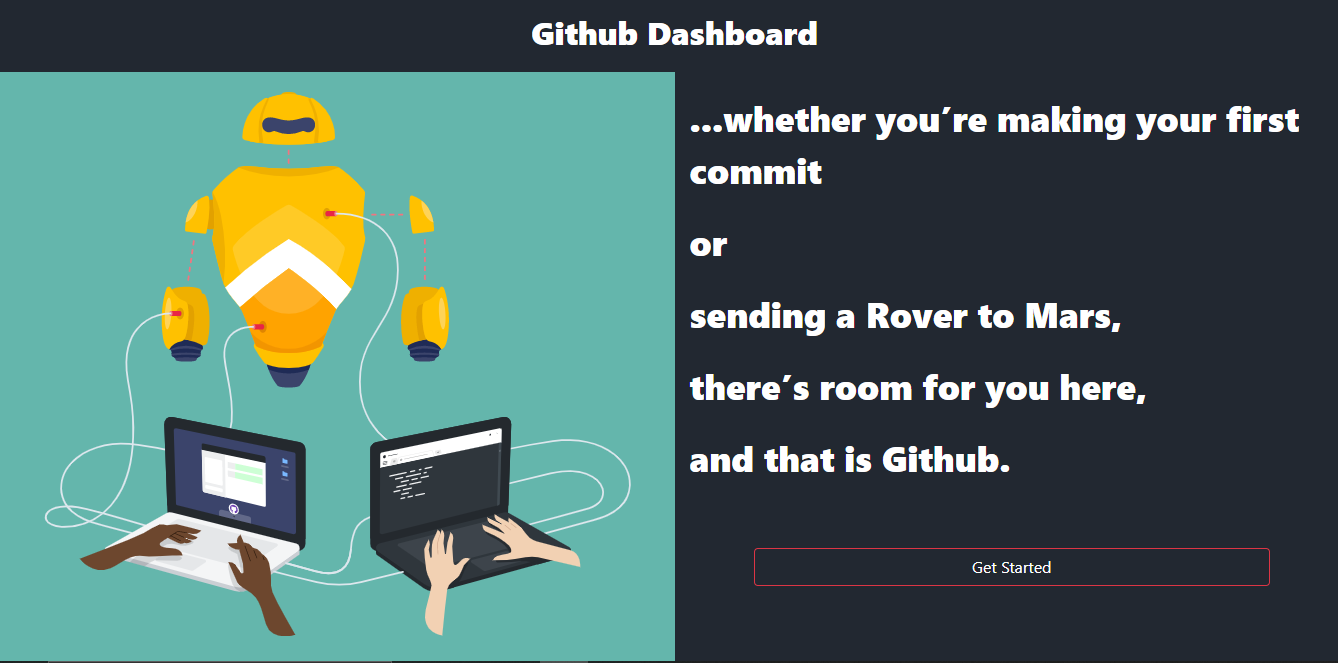 Github Dashboard
...whether you´re making your first
commit
or
sending a Rover to Mars,
there´s room for you here,
and that is Github.
Get Started